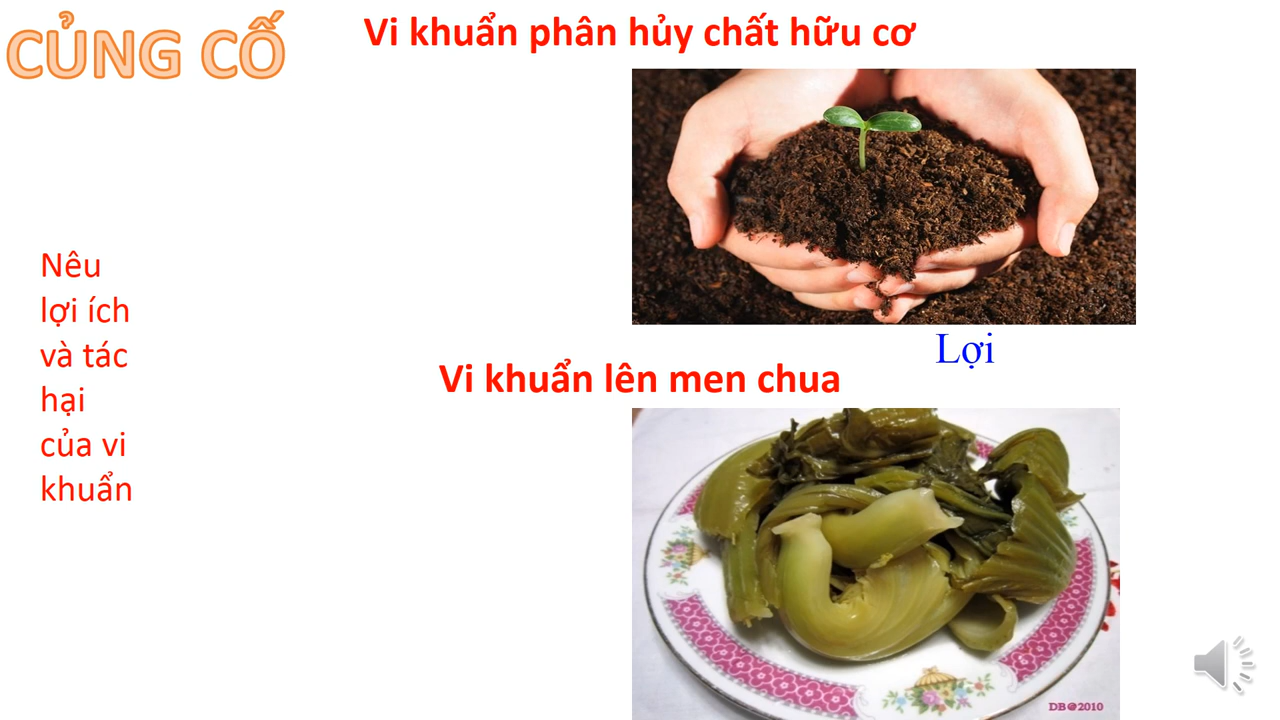 CỦNG CỐ
Vi khuẩn phân hủy chất hữu cơ
Nêu
lợi ích
và tác
hại
của vi
khuẩn
Lợi
Vi khuẩn lên men chua
DB@2010